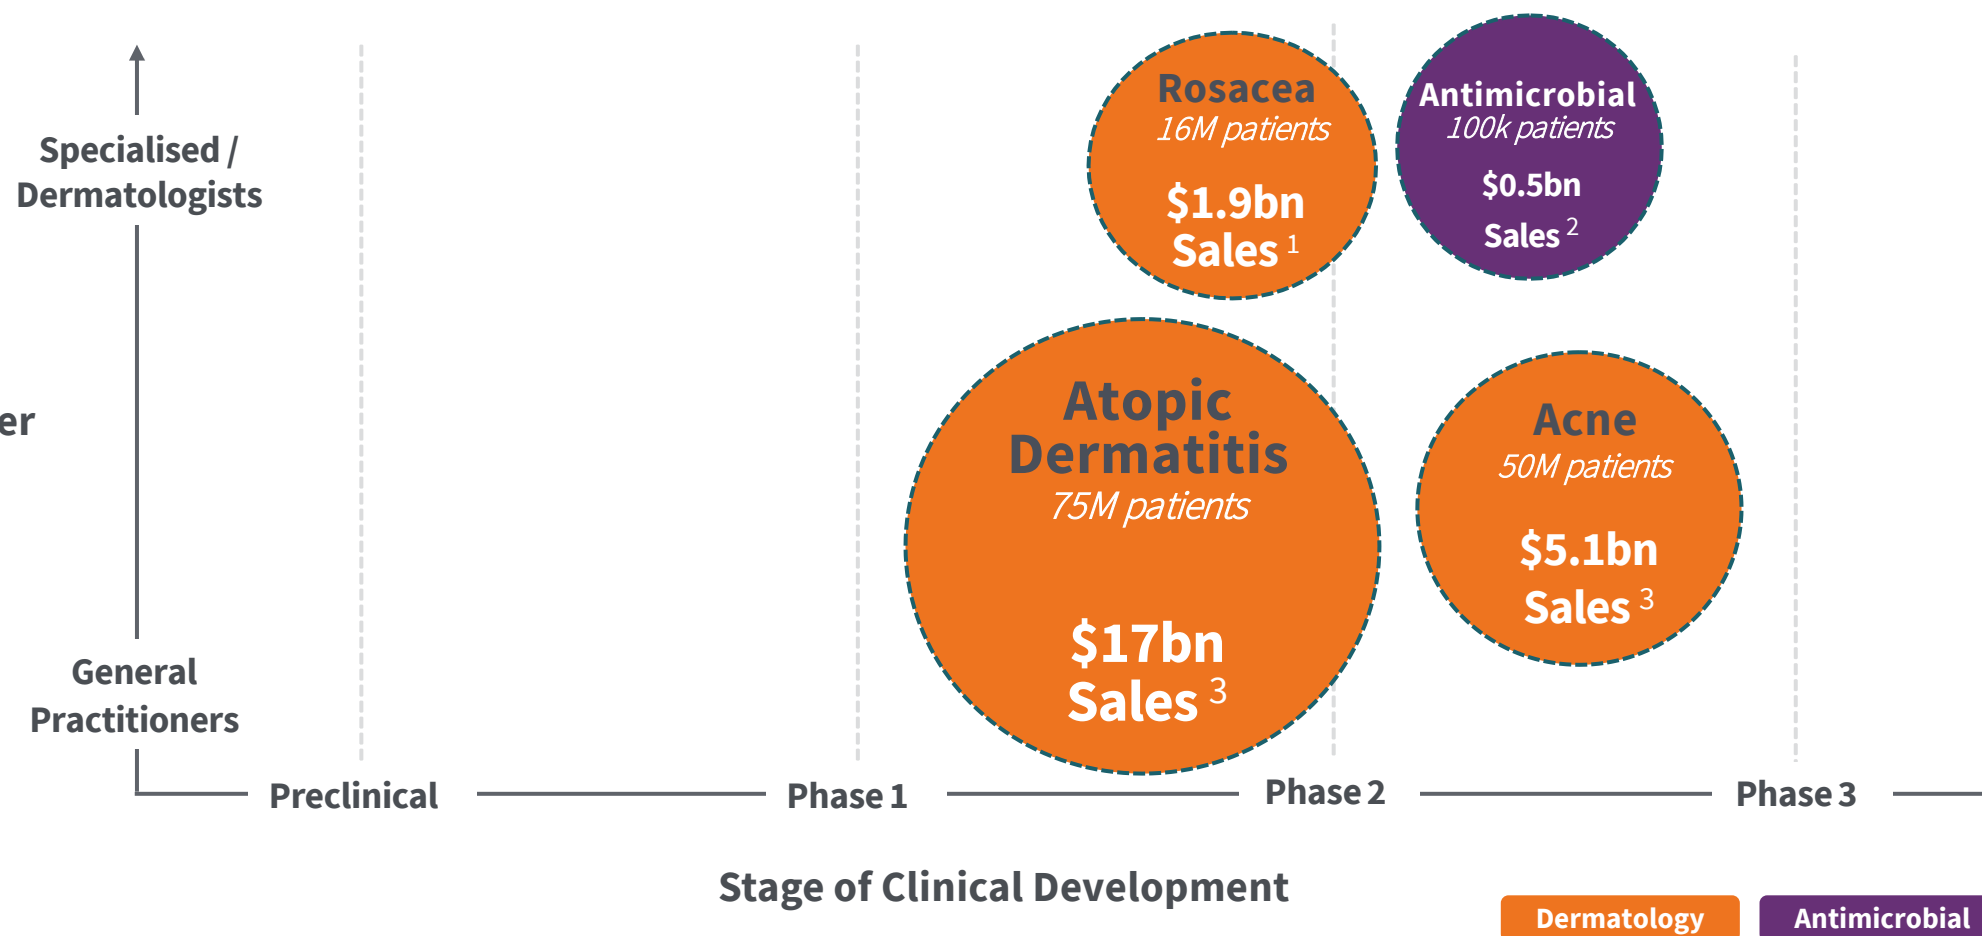 Specialised /
Dermatologists
er
General
Practitioners
Rosacea
16M patients
$1.9bn
Sales 1
Antimicrobial
100k patients
$0.5bn
Sales 2
Atopic
Dermatitis
75M patients
$17bn
Sales 3
Acne
50M patients
$5.1bn
Sales 3
Preclinical
Phase 1
Phase 2
Phase 3
Stage of Clinical Development
Dermatology
Antimicrobial